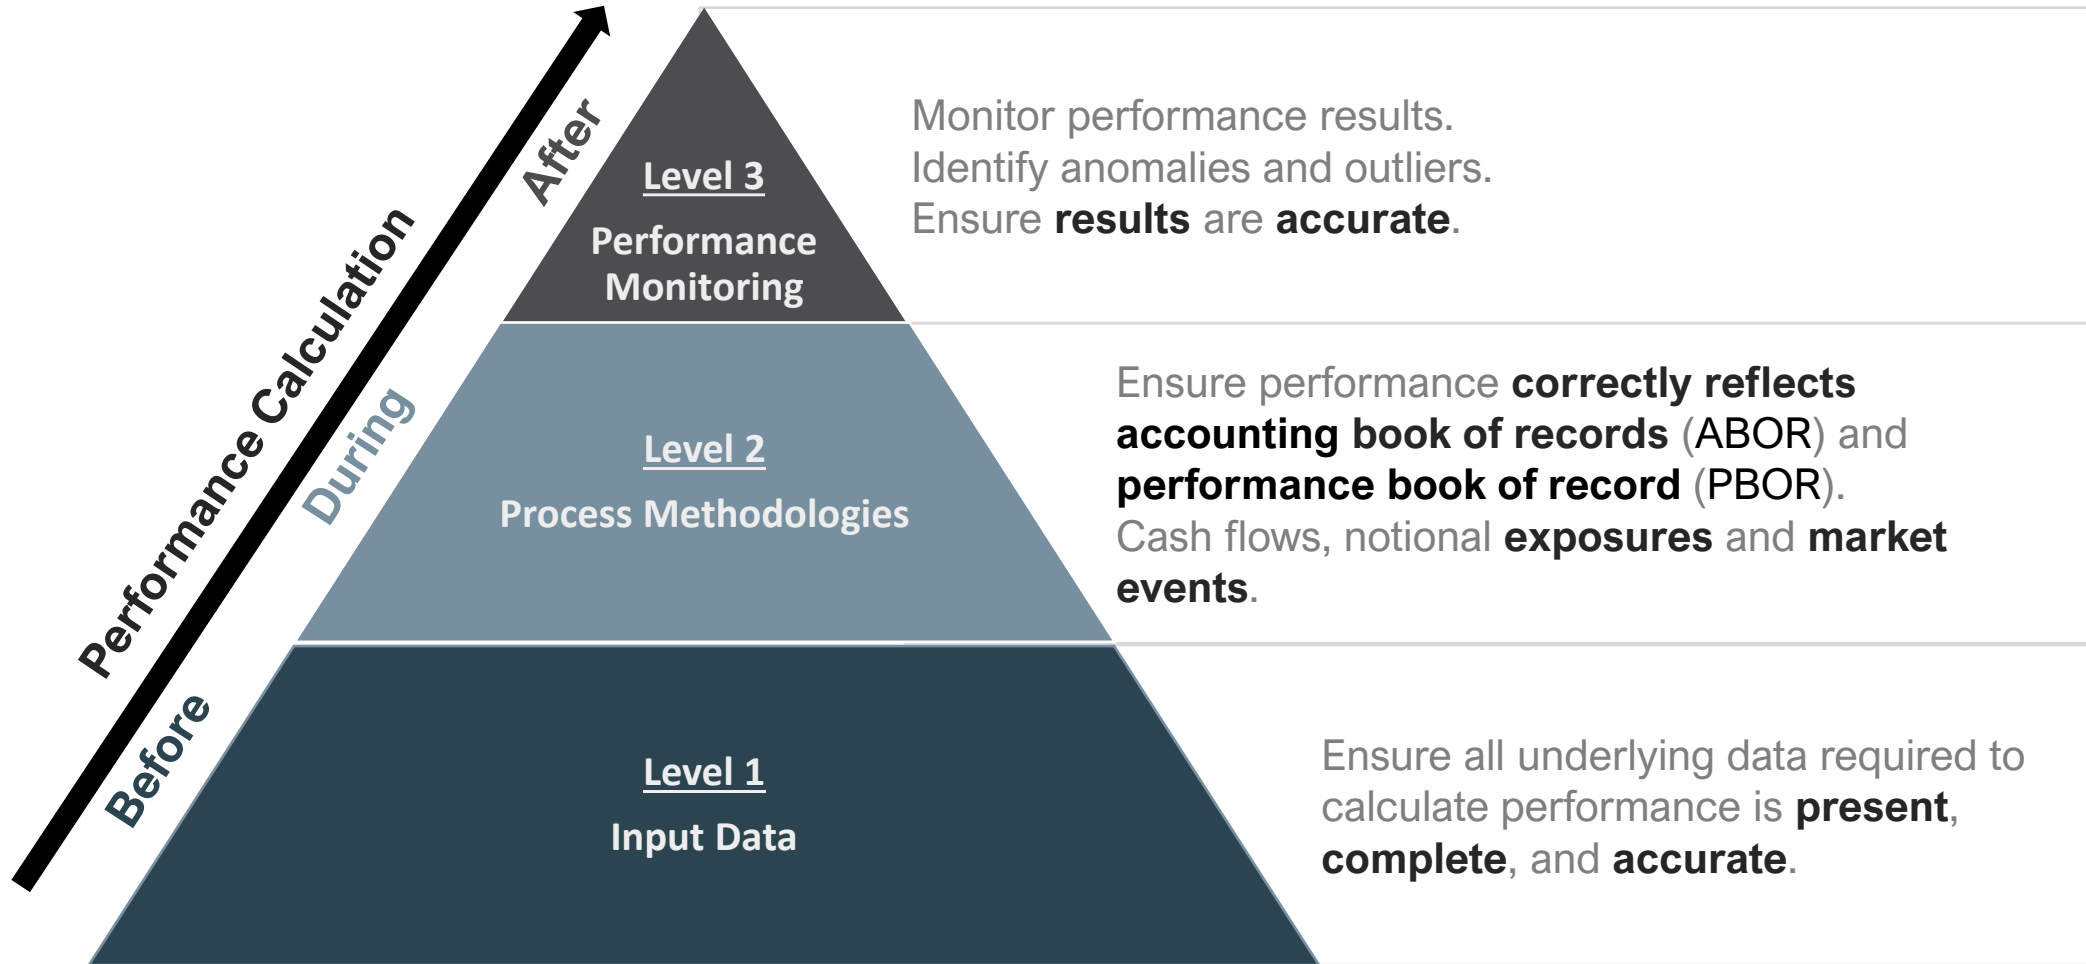 Performance Calculation
After
Level 3
Performance
Monitoring
Monitor performance results.
Identify anomalies and outliers.
Ensure results are accurate.
During
Level 2
Process Methodologies
Ensure performance correctly reflects
accounting book of records (ABOR) and
performance book of record (PBOR).
Cash flows, notional exposures and market
events.
Before
Level 1
Input Data
Ensure all underlying data required to
calculate performance is present,
complete, and accurate.